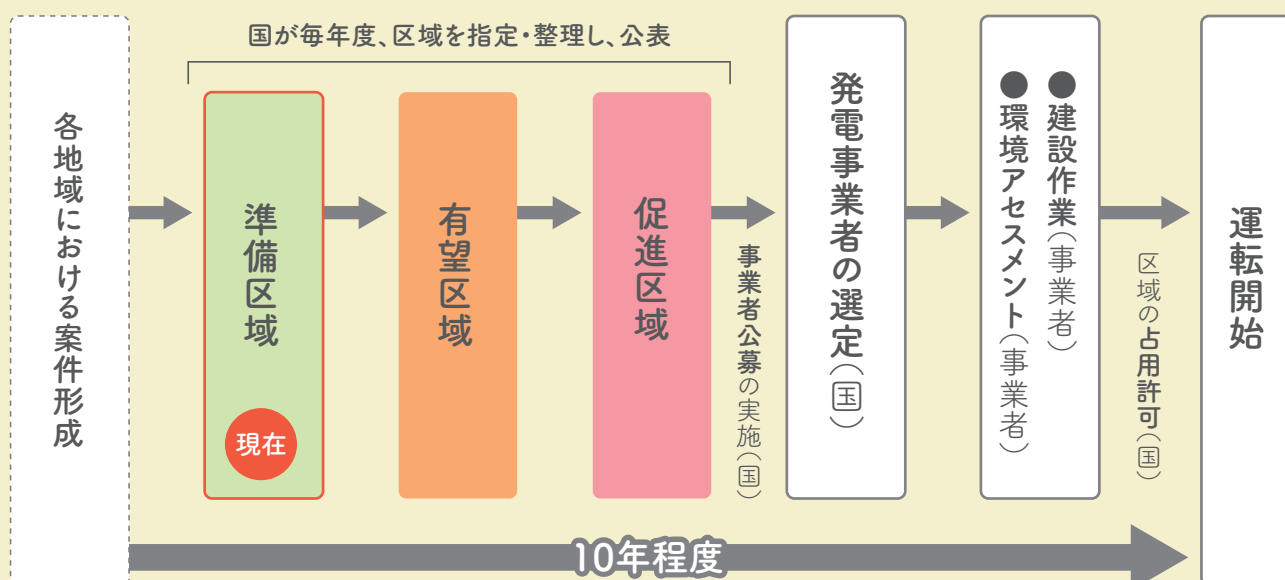 国が毎年度、区域を指定・整理し、公表
各地域における案件形成
準備区域
現在
有望区域
促進区域
事業者公募の実施(国)
発電事業者の選定(国)
●建設作業(事業者)
●環境アセスメント(事業者)
区域の占用許可(国)
運転開始
10年程度